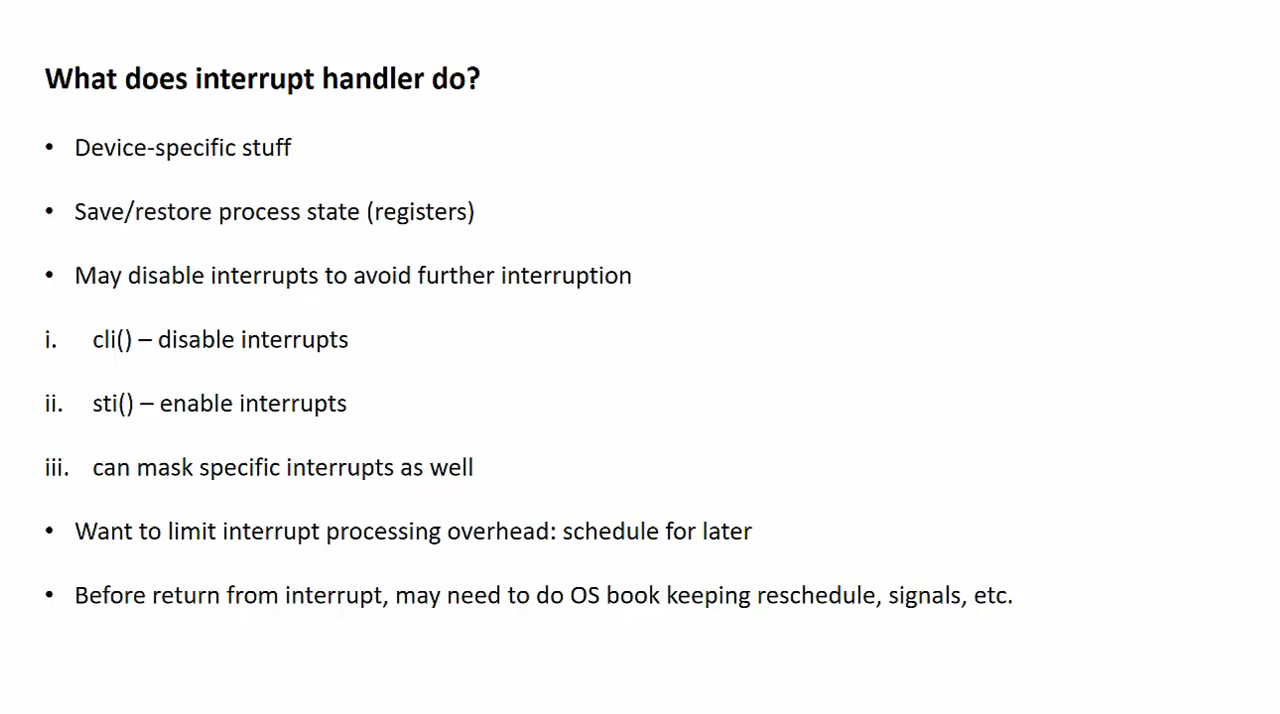 What does interrupt handler do?
• Device-specific stuff
• Save/restore process state (registers)
• May disable interrupts to avoid further interruption
i. cli() – disable interrupts
ii. sti() – enable interrupts
iii. can mask specific interrupts as well
• Want to limit interrupt processing overhead: schedule for later
• Before return from interrupt, may need to do OS book keeping reschedule, signals, etc.